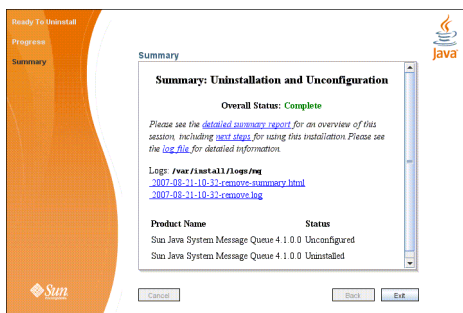 Ready To Uninstall
Progress
Summary
Java
Summary
Summary: Uninstallation and Unconfiguration
Overall Status: Complete
Please see the detailed summary report for an overview of this
session, including next steps for using this installation.Please see
the log file for detailed information.
Logs: /var/install/logs/mq
2007-08-21-10-32-remove-summary.html
2007-08-21-10-32-remove.log
Product Name Status
Sun Java System Message Queue 4.1.0.0 Unconfigured
Sun Java System Message Queue 4.1.0.0 Uninstalled
Sun
Cancel Back Exit